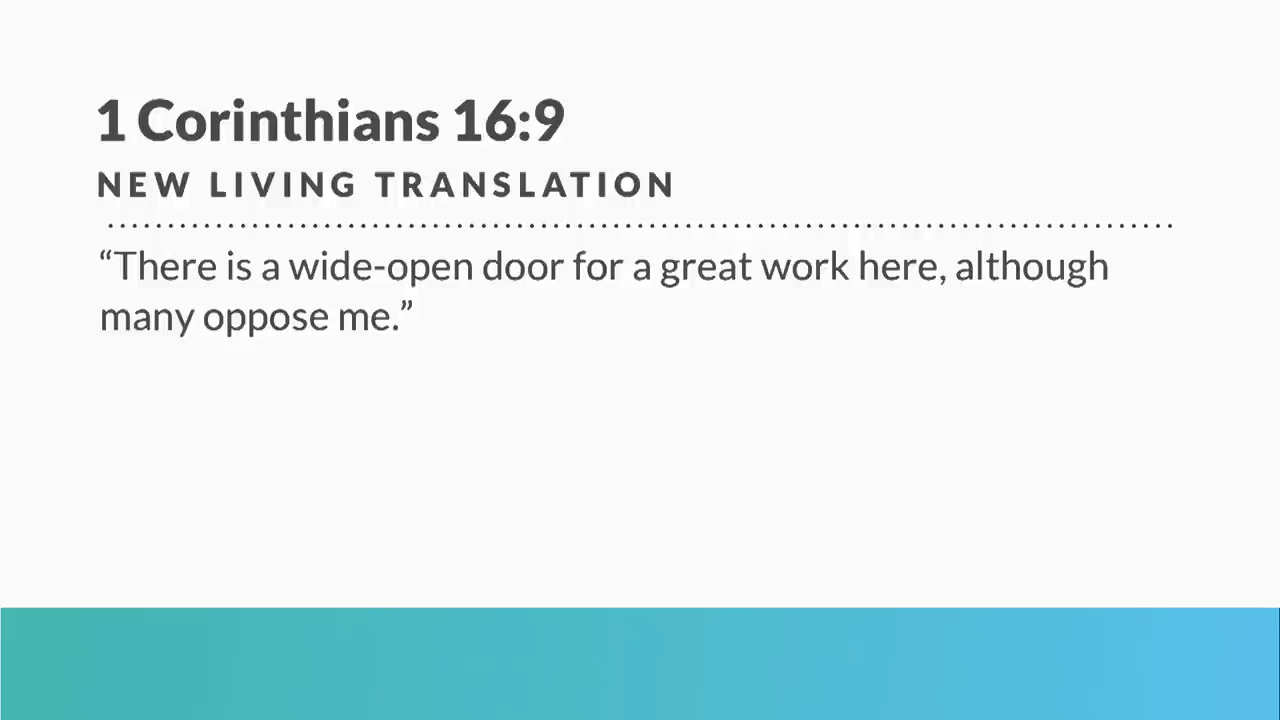 1 Corinthians 16:9
NEW LIVING TRANSLATION
“There is a wide-open door for a great work here, although
many oppose me.”